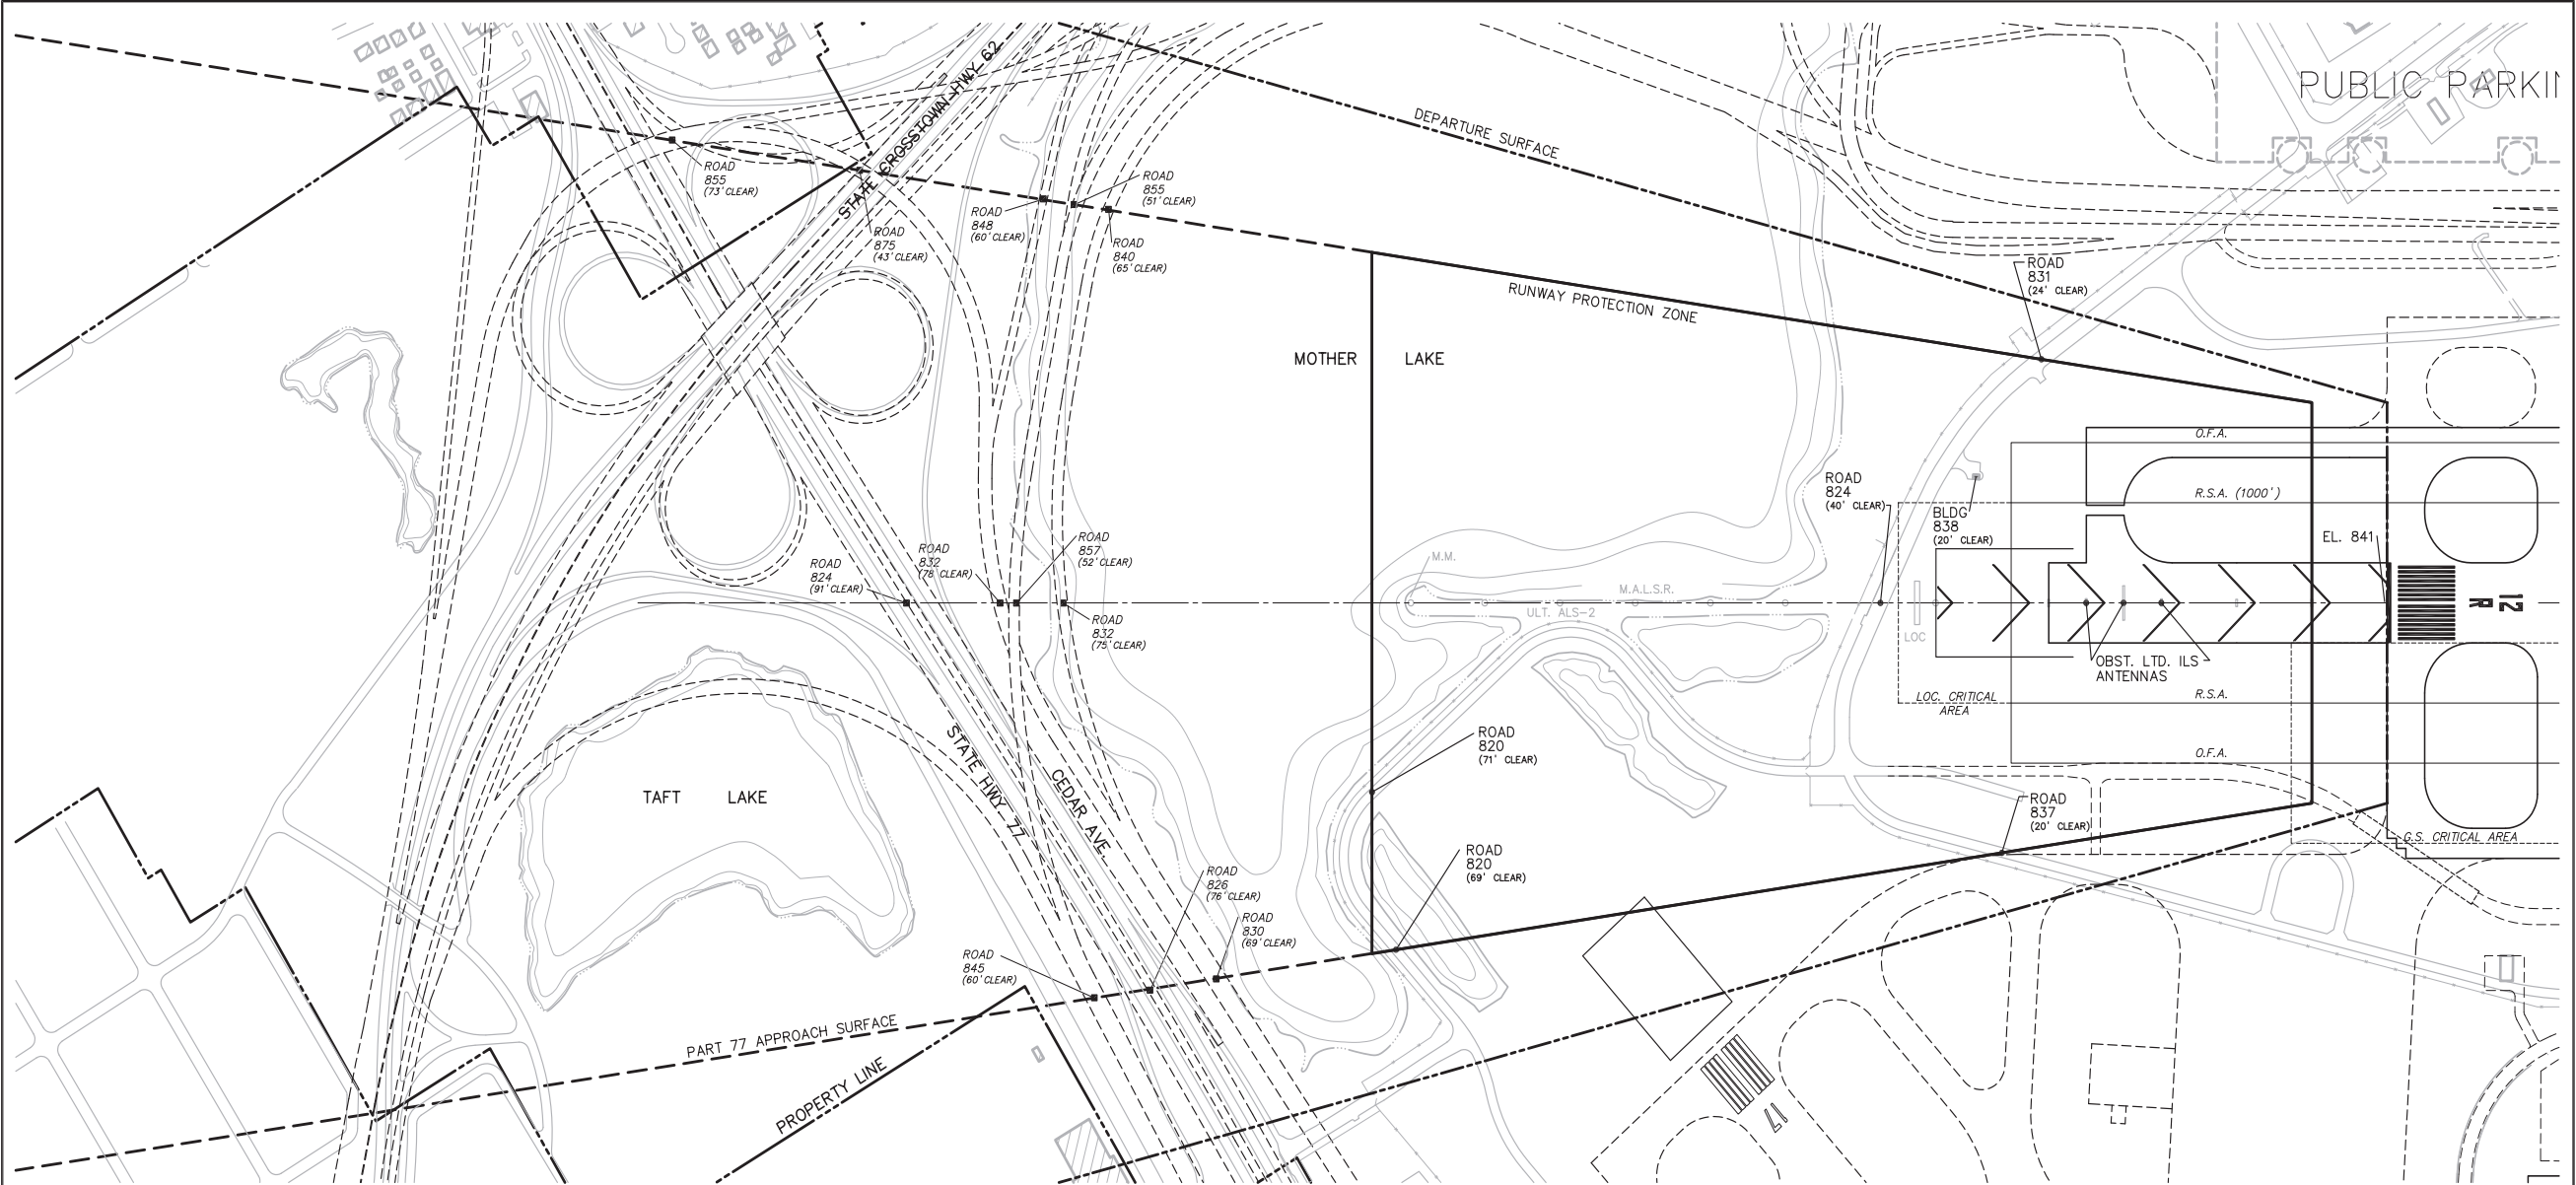 STATE CROSSTOWN HWY 62
PUBLIC PARKIN
DEPARTURE SURFACE
ROAD
855
(73' CLEAR)
ROAD
855
(51' CLEAR)
ROAD
848
(60' CLEAR)
ROAD
875
(43' CLEAR)
ROAD
840
(65' CLEAR)
ROAD
831
(24' CLEAR)
RUNWAY PROTECTION ZONE
MOTHER LAKE
O.F.A.
ROAD
824
(40' CLEAR)
R.S.A. (1000')
BLDG
838
(20' CLEAR)
EL. 841
ROAD
857
(52' CLEAR)
ROAD
832
(78' CLEAR)
ROAD
824
(91' CLEAR)
M.M.
M.A.L.S.R.
ULT. ALS-2
12
R
ROAD
832
(75' CLEAR)
LOC
OBST. LTD. ILS
ANTENNAS
LOC. CRITICAL
AREA
R.S.A.
ROAD
820
(71' CLEAR)
O.F.A.
STATE HWY 77
CEDAR AVE.
TAFT LAKE
ROAD
837
(20' CLEAR)
G.S. CRITICAL AREA
ROAD
820
(69' CLEAR)
ROAD
826
(76' CLEAR)
ROAD
830
(69' CLEAR)
ROAD
845
(60' CLEAR)
PART 77 APPROACH SURFACE
PROPERTY LINE
17